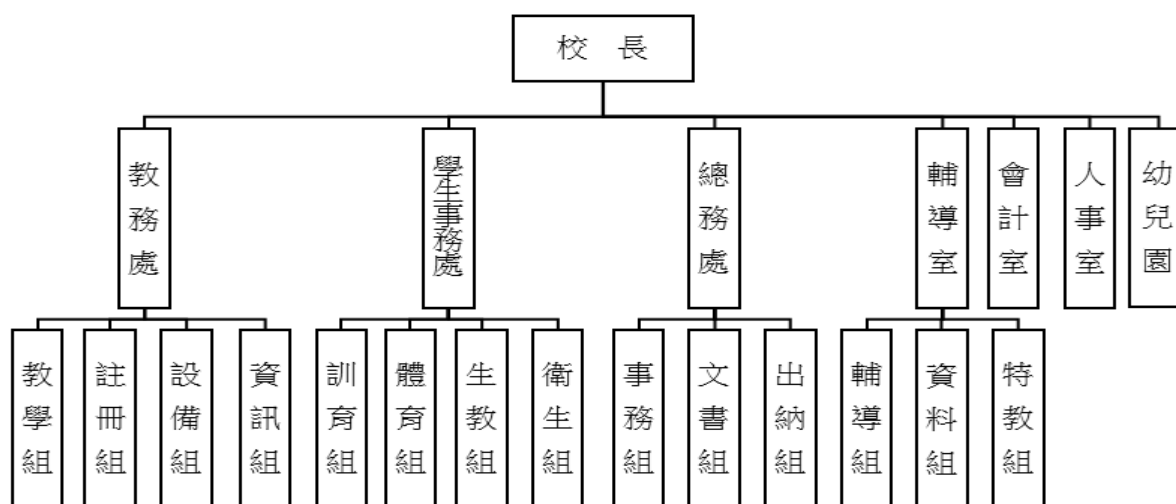 校 長
教務處
學生事務處
總務處
輔導室
會計室
人事室
幼兒園
教學組
註冊組
設備組
資訊組
訓育組
體育組
生教組
衛生組
事務組
文書組
出納組
輔導組
資料組
特教組